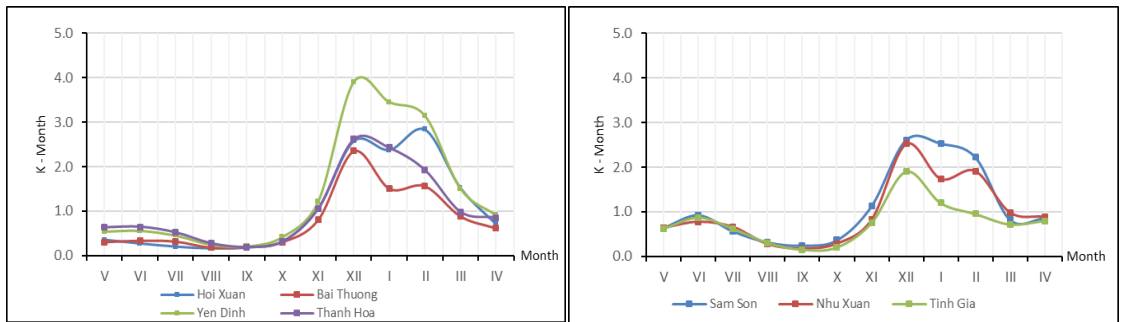 5.0
4.0
3.0
2.0
1.0
0.0
K - Month
V VI VII VIII IX X XI XII I II III IV
Month
Hoi Xuan Bai Thuong
Yen Dinh Thanh Hoa
5.0
4.0
3.0
2.0
1.0
0.0
K - Month
V VI VII VIII IX X XI XII I II III IV
Month
Sam Son Nhu Xuan Tinh Gia